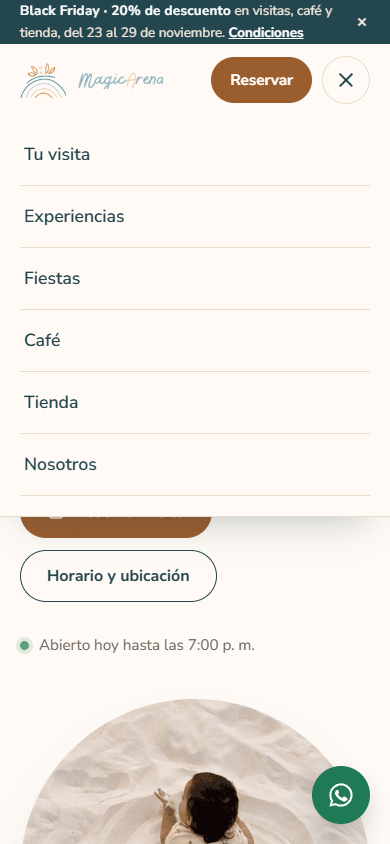 Black Friday · 20% de descuento en visitas, café y
tienda, del 23 al 29 de noviembre. Condiciones
MagicArena
Reservar
Tu visita
Experiencias
Fiestas
Café
Tienda
Nosotros
Horario y ubicación
Abierto hoy hasta las 7:00 p. m.